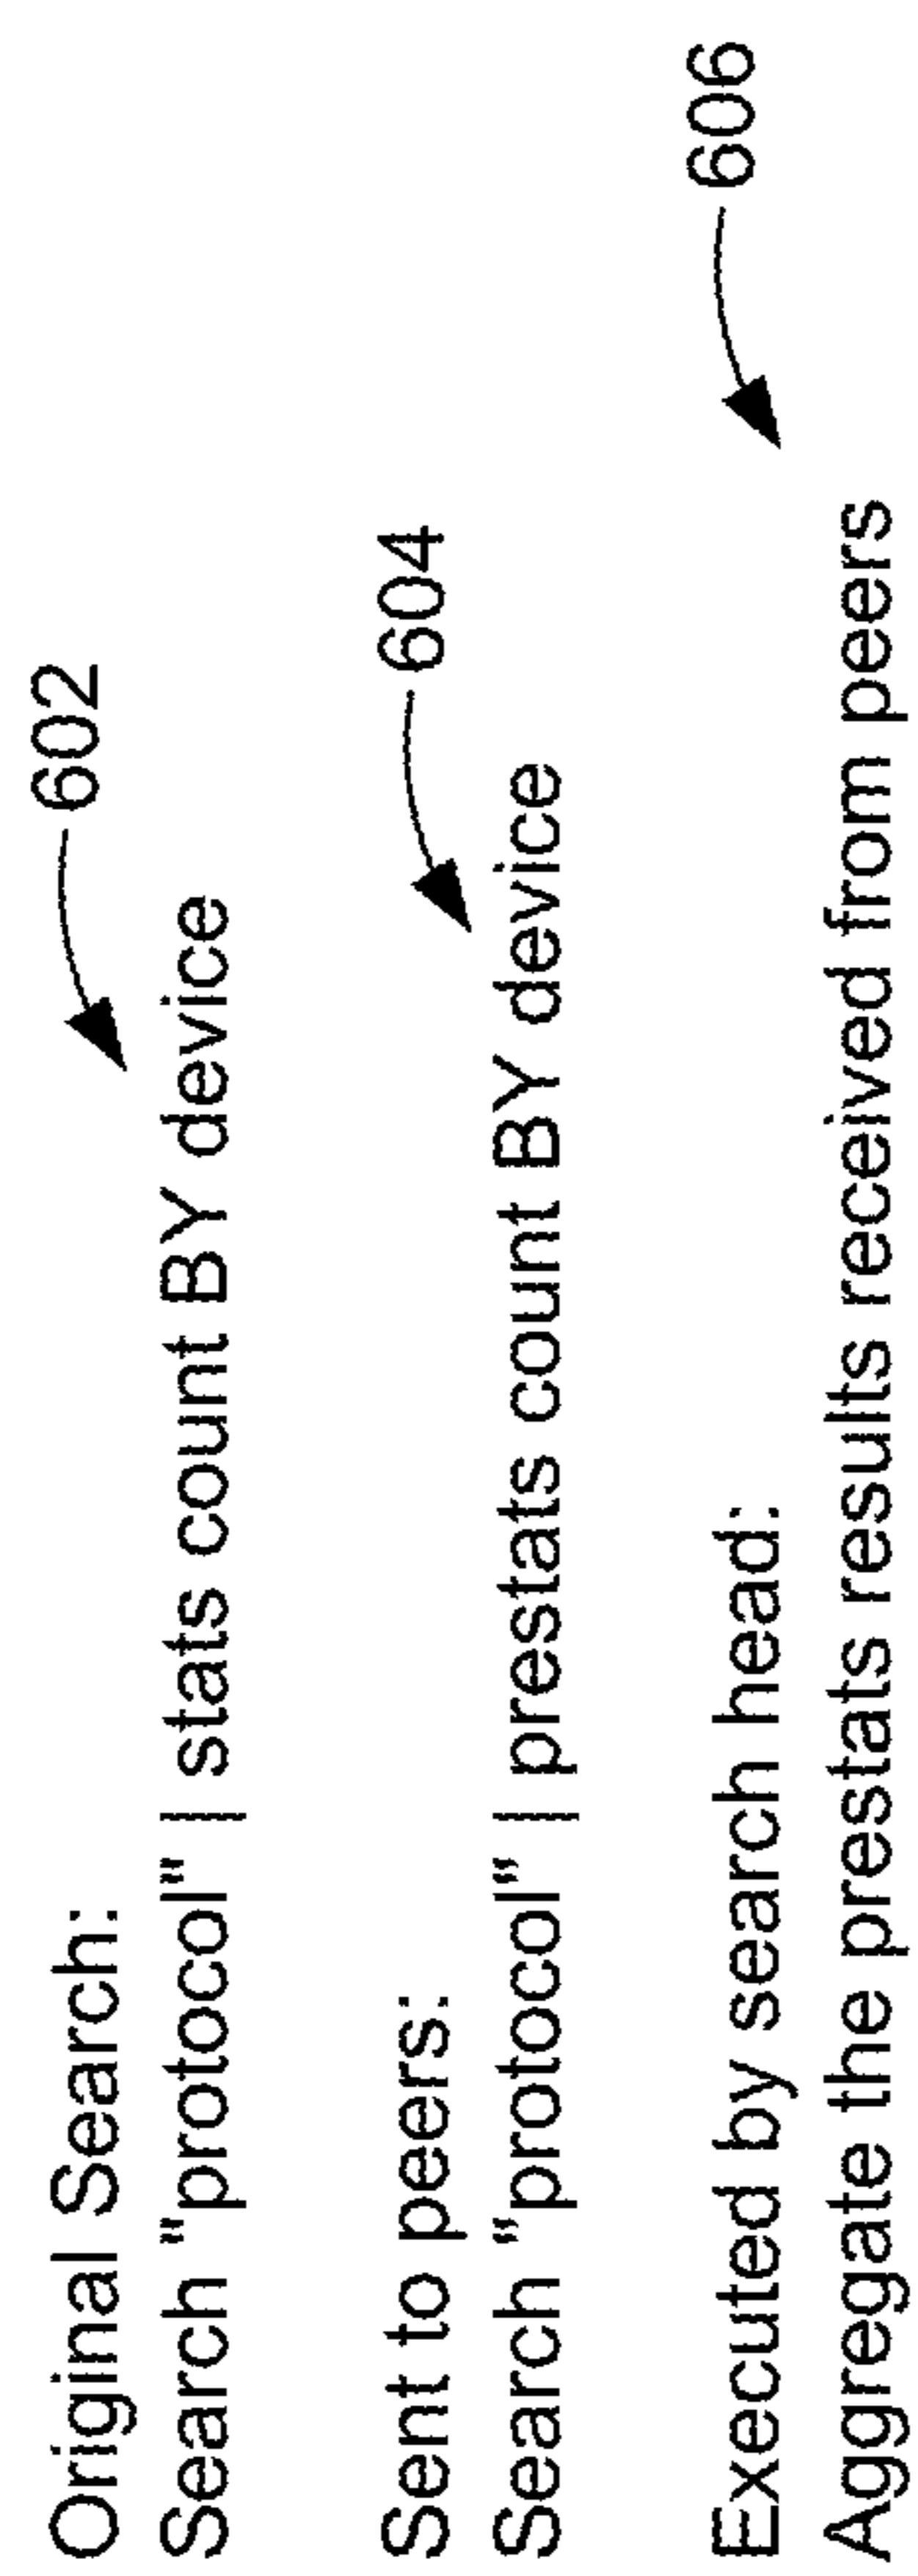 Original Search:
602
Search "protocol" | stats count BY device
Sent to peers:
604
Search "protocol" | prestats count BY device
Executed by search head:
606
Aggregate the prestats results received from peers